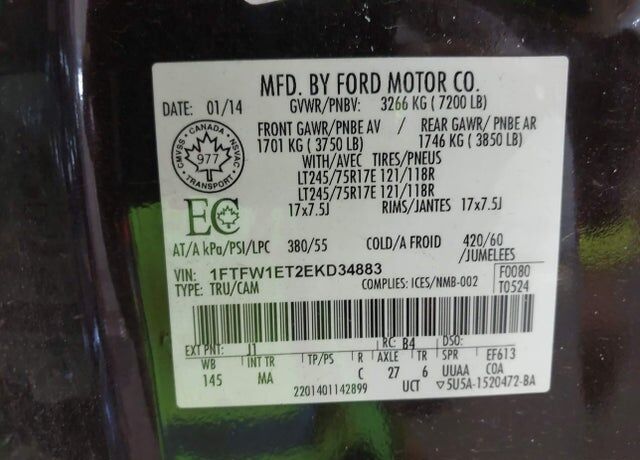 MFD. BY FORD MOTOR CO.
DATE: 01/14 GVWR/PNBV: 3266 KG ( 7200 LB)
FRONT GAWR/PNBE AV / REAR GAWR/ PNBE AR
1701 KG ( 3750 LB) 1746 KG ( 3850 LB)
CANADA
CMVSS 977 NSVAC
TRANSPORT
WITH/AVEC TIRES/PNEUS
LT245/75R17E 121/118R
LT245/75R17E 121/118R
EC 17x7.5J RIMS/JANTES 17x7.5J
AT/A kPa/PSI/LPC 380/55 COLD/A FROID 420/60
/JUMELEES
VIN: 1FTFW1ET2EKD34883 F0080
TYPE: TRU/CAM COMPLIES: ICES/NMB-002 T0524
EXT PNT: J1 RC: B4 DSO:
WB INT TR TP/PS R AXLE TR SPR EF613
145 MA C 27 6 UUAA COA
2201401142899 UCT ▽5U5A-1520472-BA